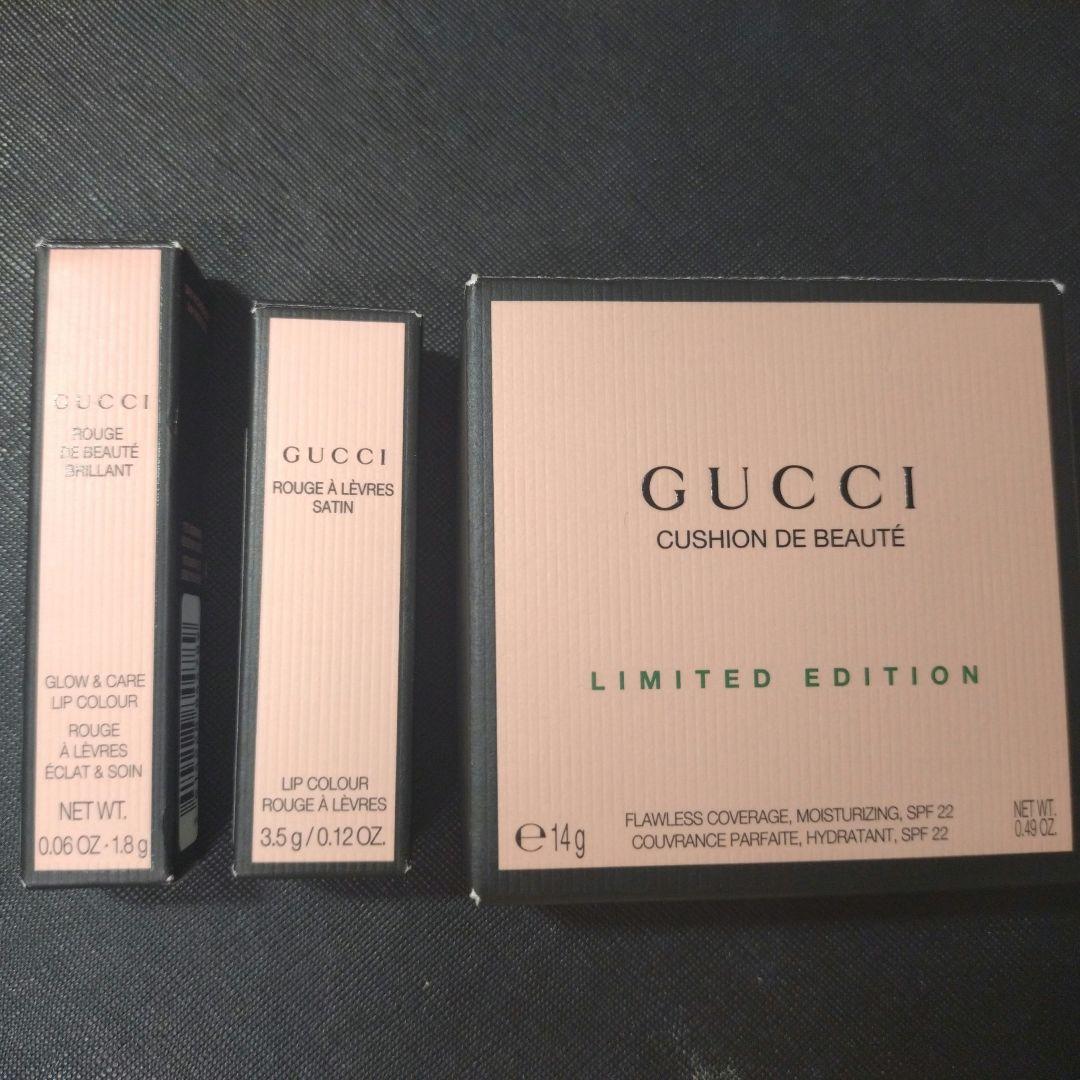 GUCCI
ROUGE
DE BEAUTÉ
BRILLANT
GLOW & CARE
LIP COLOUR
ROUGE
À LÈVRES
ÉCLAT & SOIN
NET WT.
0.06 OZ · 1.8 g
GUCCI
ROUGE À LÈVRES
SATIN
LIP COLOUR
ROUGE À LÈVRES
3.5 g / 0.12 OZ.
GUCCI
CUSHION DE BEAUTÉ
LIMITED EDITION
FLAWLESS COVERAGE, MOISTURIZING, SPF 22
COUVRANCE PARFAITE, HYDRATANT, SPF 22
℮ 14 g
NET WT.
0.49 OZ.